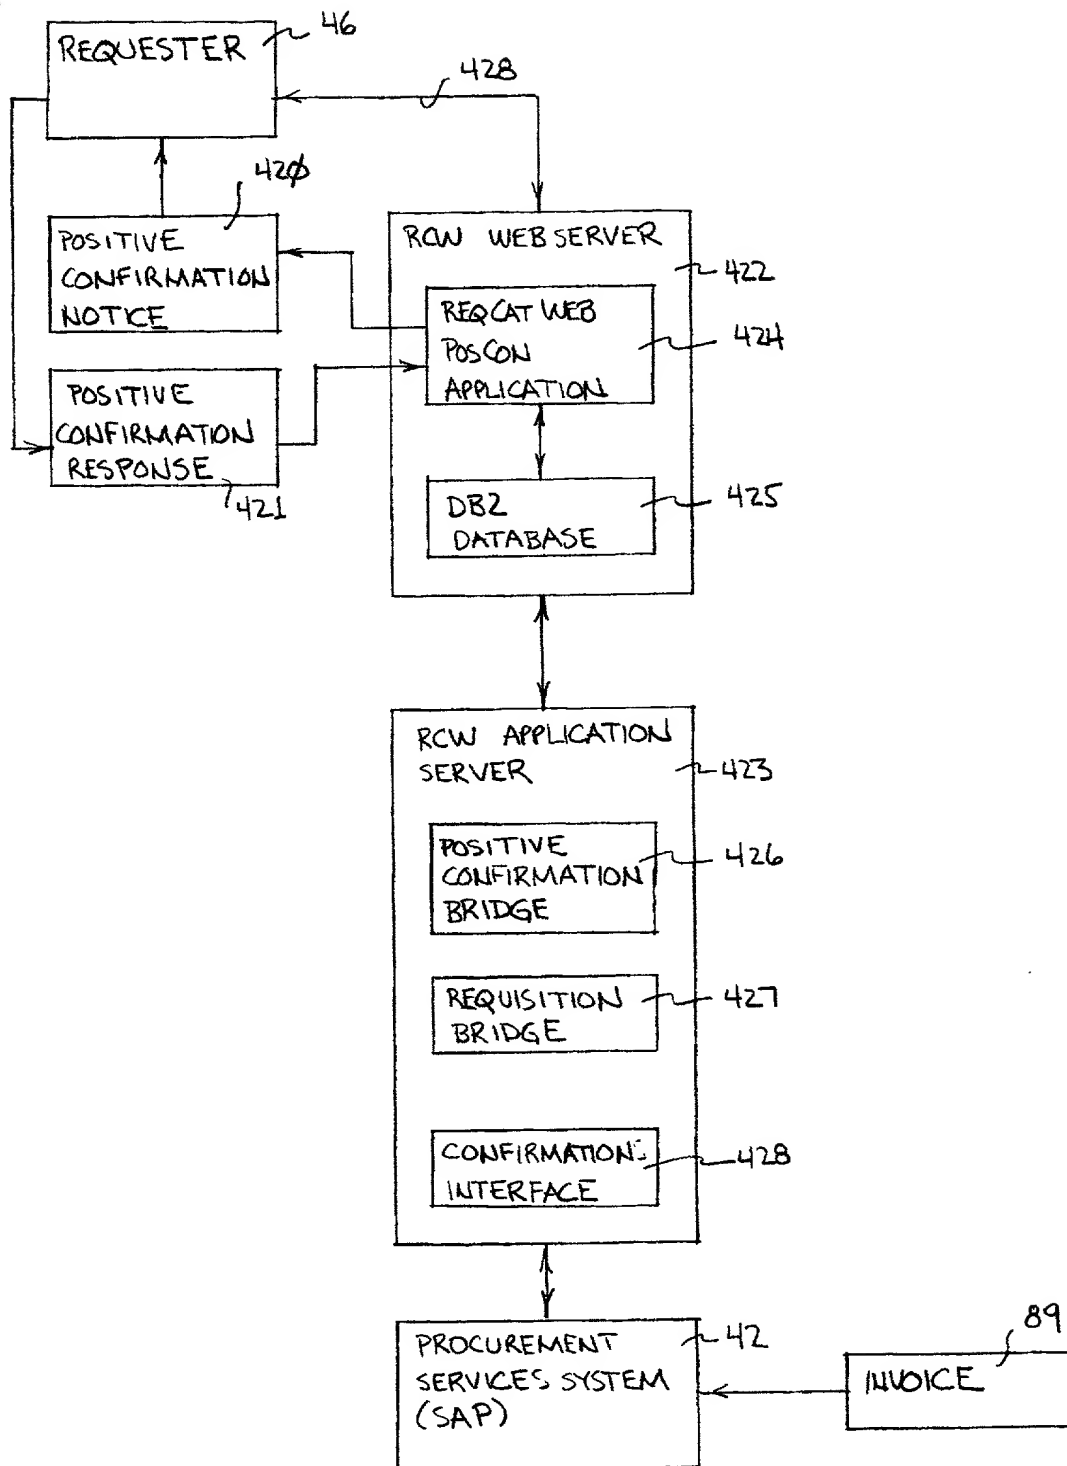 REQUESTER
46
428
420
POSITIVE
CONFIRMATION
NOTICE
RCW WEBSERVER
422
REQCAT WEB
POSCON
APPLICATION
424
POSITIVE
CONFIRMATION
RESPONSE
421
DB2
DATABASE
425
RCW APPLICATION
SERVER
423
POSITIVE
CONFIRMATION
BRIDGE
426
REQUISITION
BRIDGE
427
CONFIRMATION
INTERFACE
428
PROCUREMENT
SERVICES SYSTEM
(SAP)
42
INVOICE
89